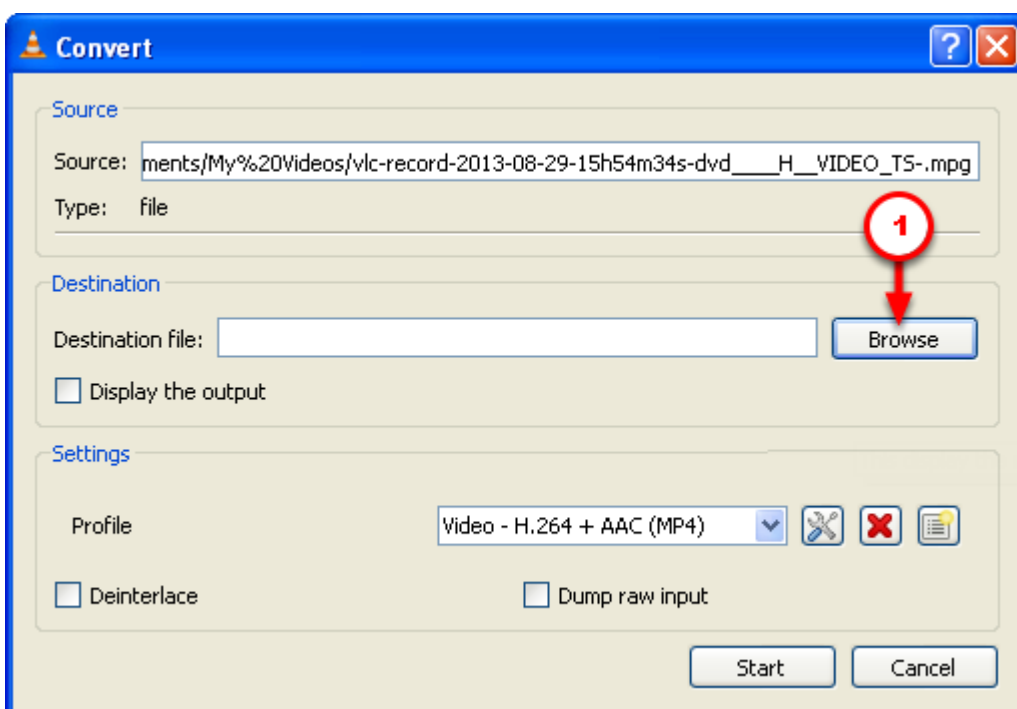 Convert
Source
Source: ments/My%20Videos/vlc-record-2013-08-29-15h54m34s-dvd____H__VIDEO_TS-.mpg
Type: file
1
Destination
Destination file: Browse
Display the output
Settings
Profile Video - H.264 + AAC (MP4)
Deinterlace Dump raw input
Start Cancel